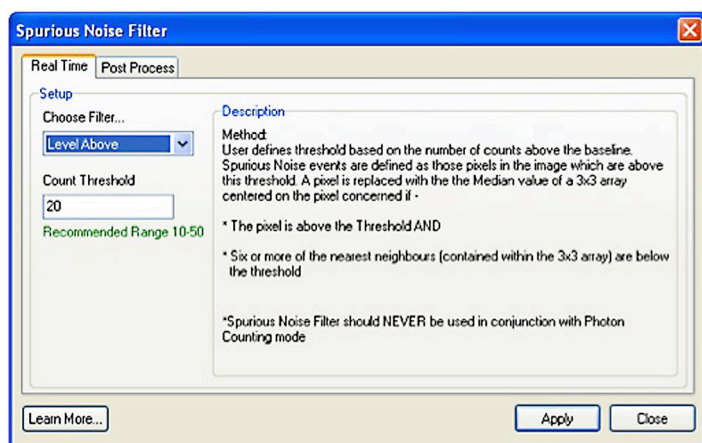 Spurious Noise Filter
Real Time
Post Process
Setup
Choose Filter...
Level Above
Count Threshold
20
Recommended Range 10-50
Description
Method:
User defines threshold based on the number of counts above the baseline.
Spurious Noise events are defined as those pixels in the image which are above
this threshold. A pixel is replaced with the the Median value of a 3x3 array
centered on the pixel concerned if -
* The pixel is above the Threshold AND
* Six or more of the nearest neighbours (contained within the 3x3 array) are below
the threshold
*Spurious Noise Filter should NEVER be used in conjunction with Photon
Counting mode
Learn More...
Apply
Close